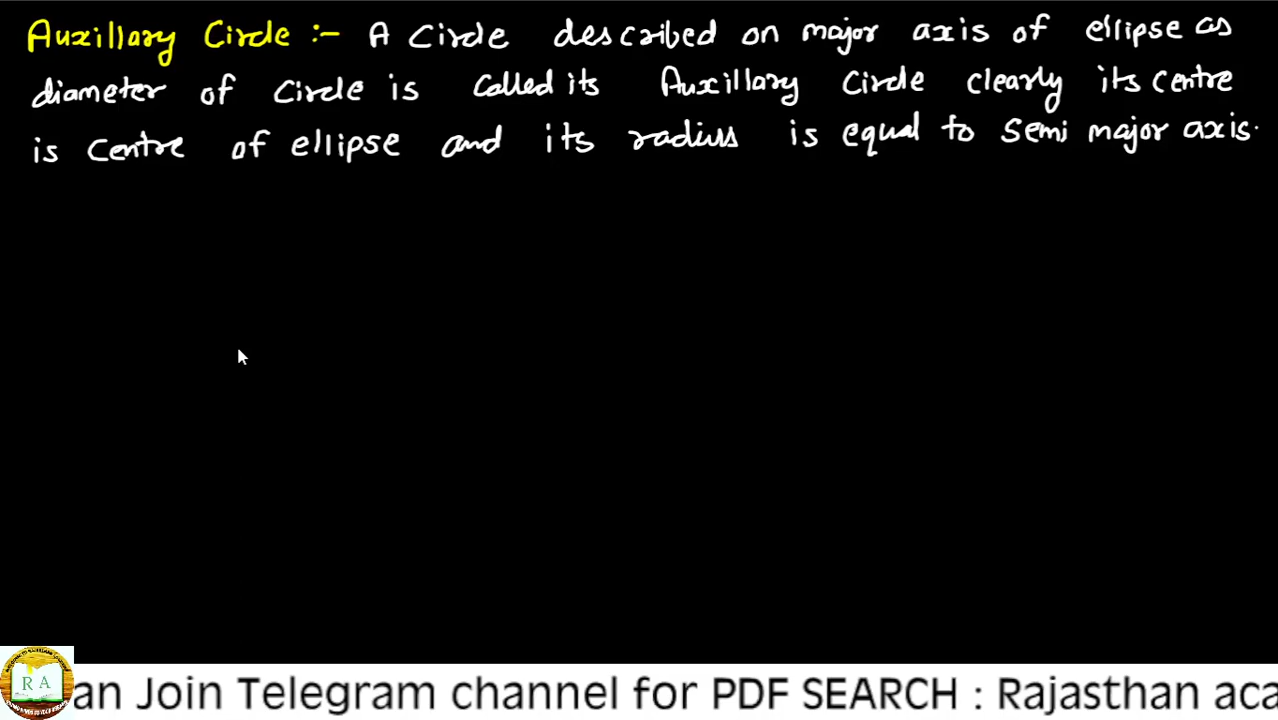 Auxillary Circle :- A Circle described on major axis of ellipse as
diameter of Circle is Called its Auxillary Circle clearly its centre
is centre of ellipse and its radius is equal to semi major axis.
R A
an Join Telegram channel for PDF SEARCH : Rajasthan aca